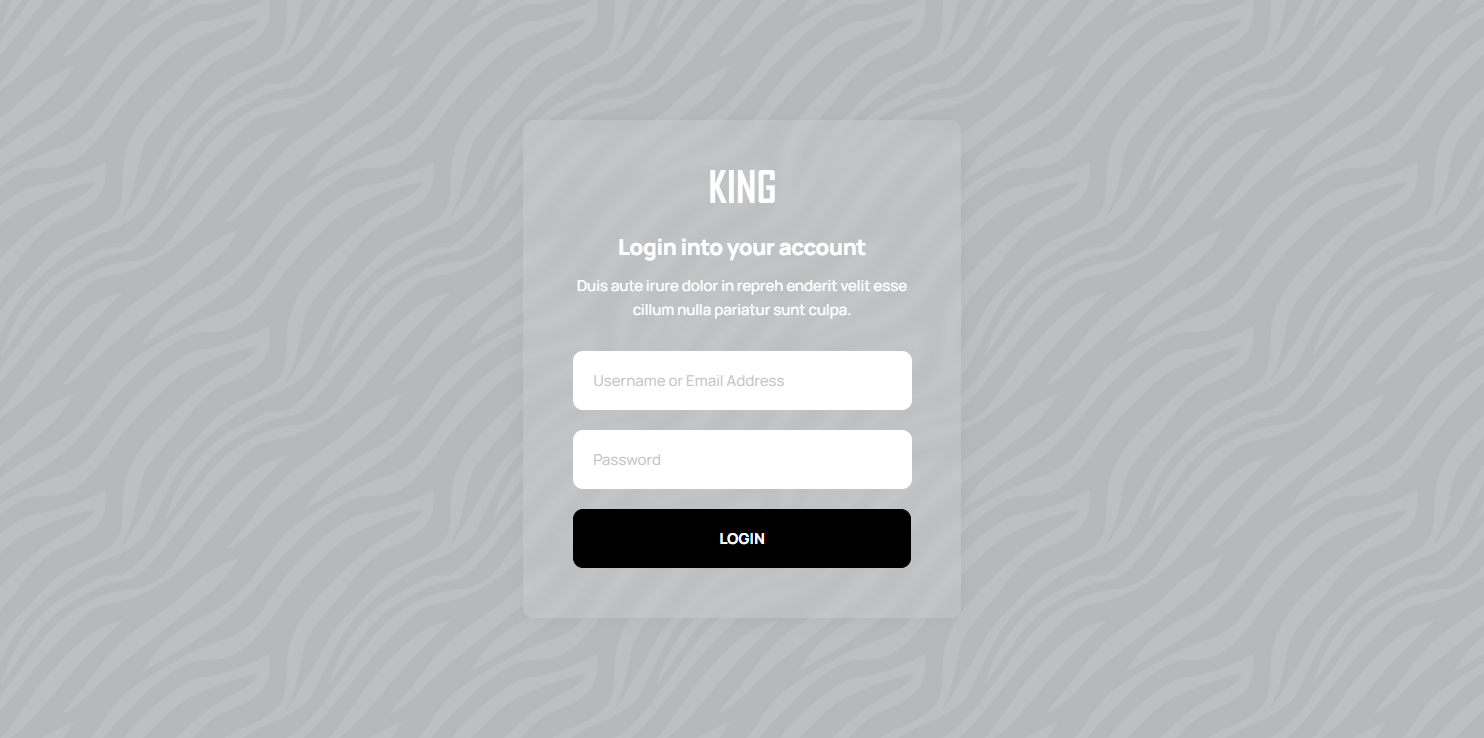 KING
Login into your account
Duis aute irure dolor in repreh enderit velit esse
cillum nulla pariatur sunt culpa.
Username or Email Address
Password
LOGIN